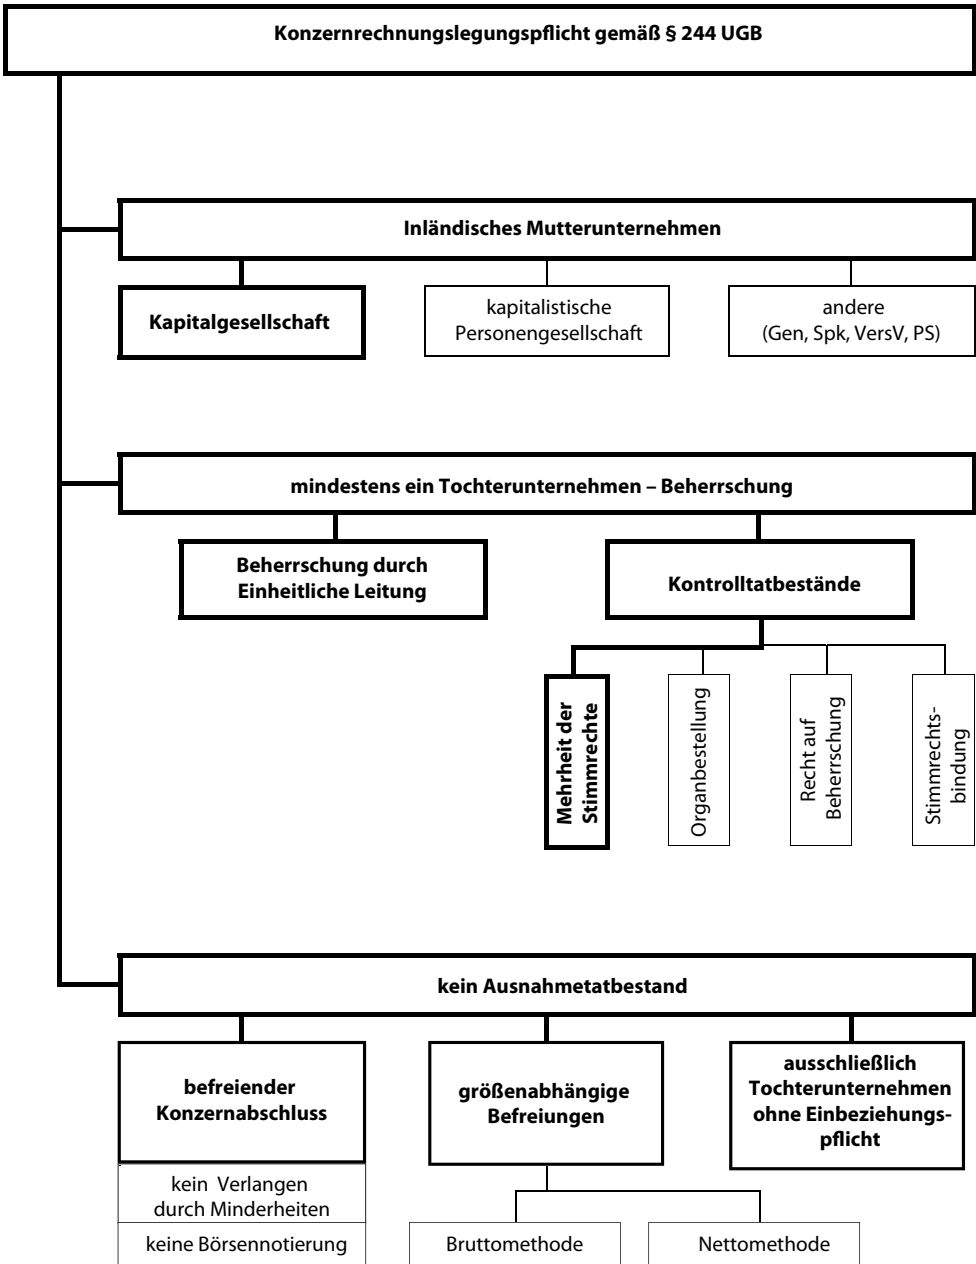 Konzernrechnungslegungspflicht gemäß § 244 UGB
Inländisches Mutterunternehmen
Kapitalgesellschaft
kapitalistische
Personengesellschaft
andere
(Gen, Spk, VersV, PS)
mindestens ein Tochterunternehmen – Beherrschung
Beherrschung durch
Einheitliche Leitung
Kontrolltatbestände
Mehrheit der
Stimmrechte
Organbestellung
Recht auf
Beherrschung
Stimmrechts-
bindung
kein Ausnahmetatbestand
befreiender
Konzernabschluss
kein Verlangen
durch Minderheiten
keine Börsennotierung
größenabhängige
Befreiungen
Bruttomethode
Nettomethode
ausschließlich
Tochterunternehmen
ohne Einbeziehungs-
pflicht